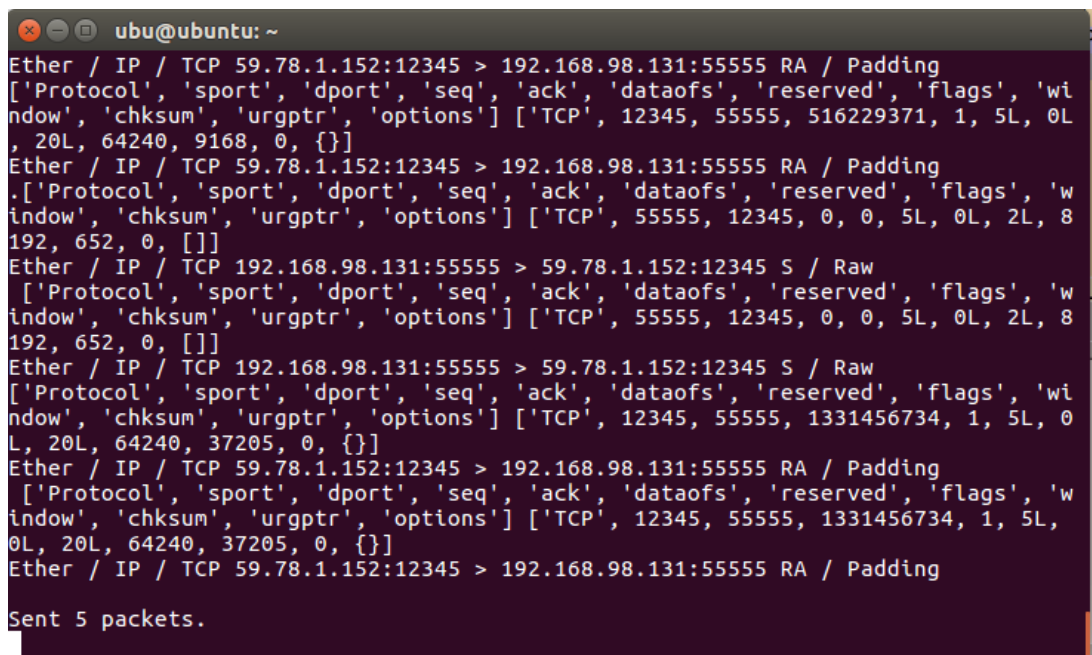 ubu@ubuntu: ~
Ether / IP / TCP 59.78.1.152:12345 > 192.168.98.131:55555 RA / Padding
['Protocol', 'sport', 'dport', 'seq', 'ack', 'dataofs', 'reserved', 'flags', 'wi
ndow', 'chksum', 'urgptr', 'options'] ['TCP', 12345, 55555, 516229371, 1, 5L, 0L
, 20L, 64240, 9168, 0, {}]
Ether / IP / TCP 59.78.1.152:12345 > 192.168.98.131:55555 RA / Padding
.['Protocol', 'sport', 'dport', 'seq', 'ack', 'dataofs', 'reserved', 'flags', 'w
indow', 'chksum', 'urgptr', 'options'] ['TCP', 55555, 12345, 0, 0, 5L, 0L, 2L, 8
192, 652, 0, []]
Ether / IP / TCP 192.168.98.131:55555 > 59.78.1.152:12345 S / Raw
 ['Protocol', 'sport', 'dport', 'seq', 'ack', 'dataofs', 'reserved', 'flags', 'w
indow', 'chksum', 'urgptr', 'options'] ['TCP', 55555, 12345, 0, 0, 5L, 0L, 2L, 8
192, 652, 0, []]
Ether / IP / TCP 192.168.98.131:55555 > 59.78.1.152:12345 S / Raw
['Protocol', 'sport', 'dport', 'seq', 'ack', 'dataofs', 'reserved', 'flags', 'wi
ndow', 'chksum', 'urgptr', 'options'] ['TCP', 12345, 55555, 1331456734, 1, 5L, 0
L, 20L, 64240, 37205, 0, {}]
Ether / IP / TCP 59.78.1.152:12345 > 192.168.98.131:55555 RA / Padding
 ['Protocol', 'sport', 'dport', 'seq', 'ack', 'dataofs', 'reserved', 'flags', 'w
indow', 'chksum', 'urgptr', 'options'] ['TCP', 12345, 55555, 1331456734, 1, 5L,
0L, 20L, 64240, 37205, 0, {}]
Ether / IP / TCP 59.78.1.152:12345 > 192.168.98.131:55555 RA / Padding
Sent 5 packets.